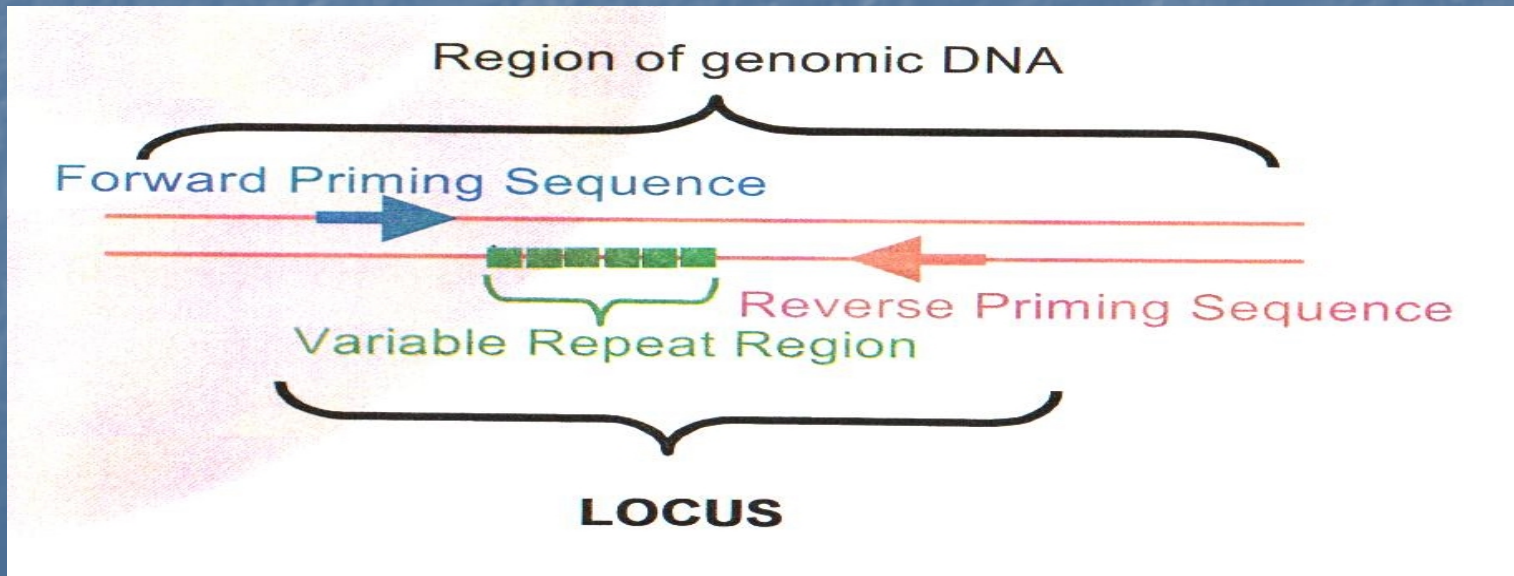 Region of genomic DNA
Forward Priming Sequence
Reverse Priming Sequence
Variable Repeat Region
LOCUS